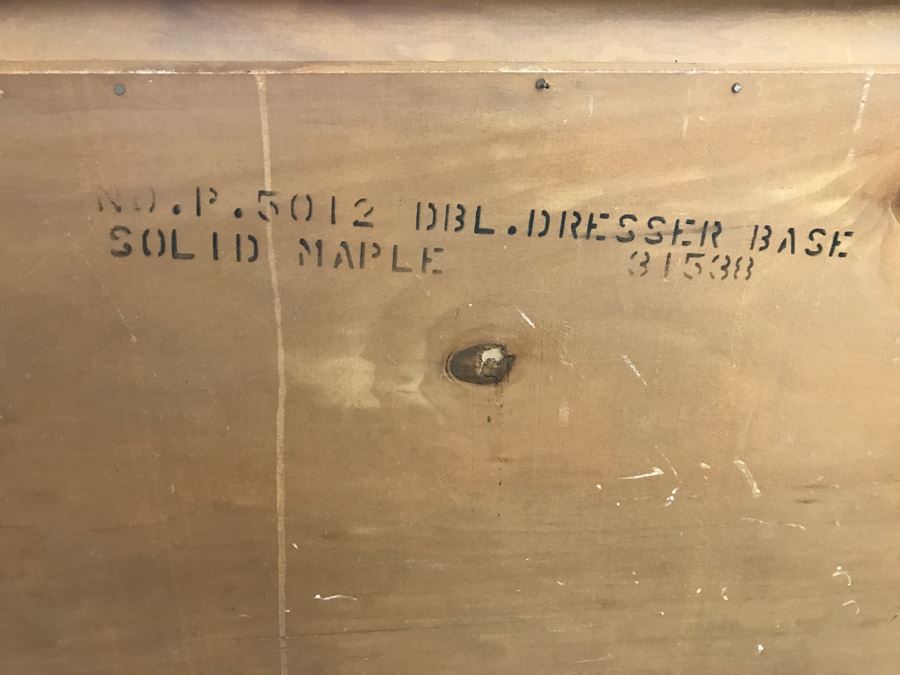 NO.P.5012 DBL.DRESSER BASE
SOLID MAPLE 31538